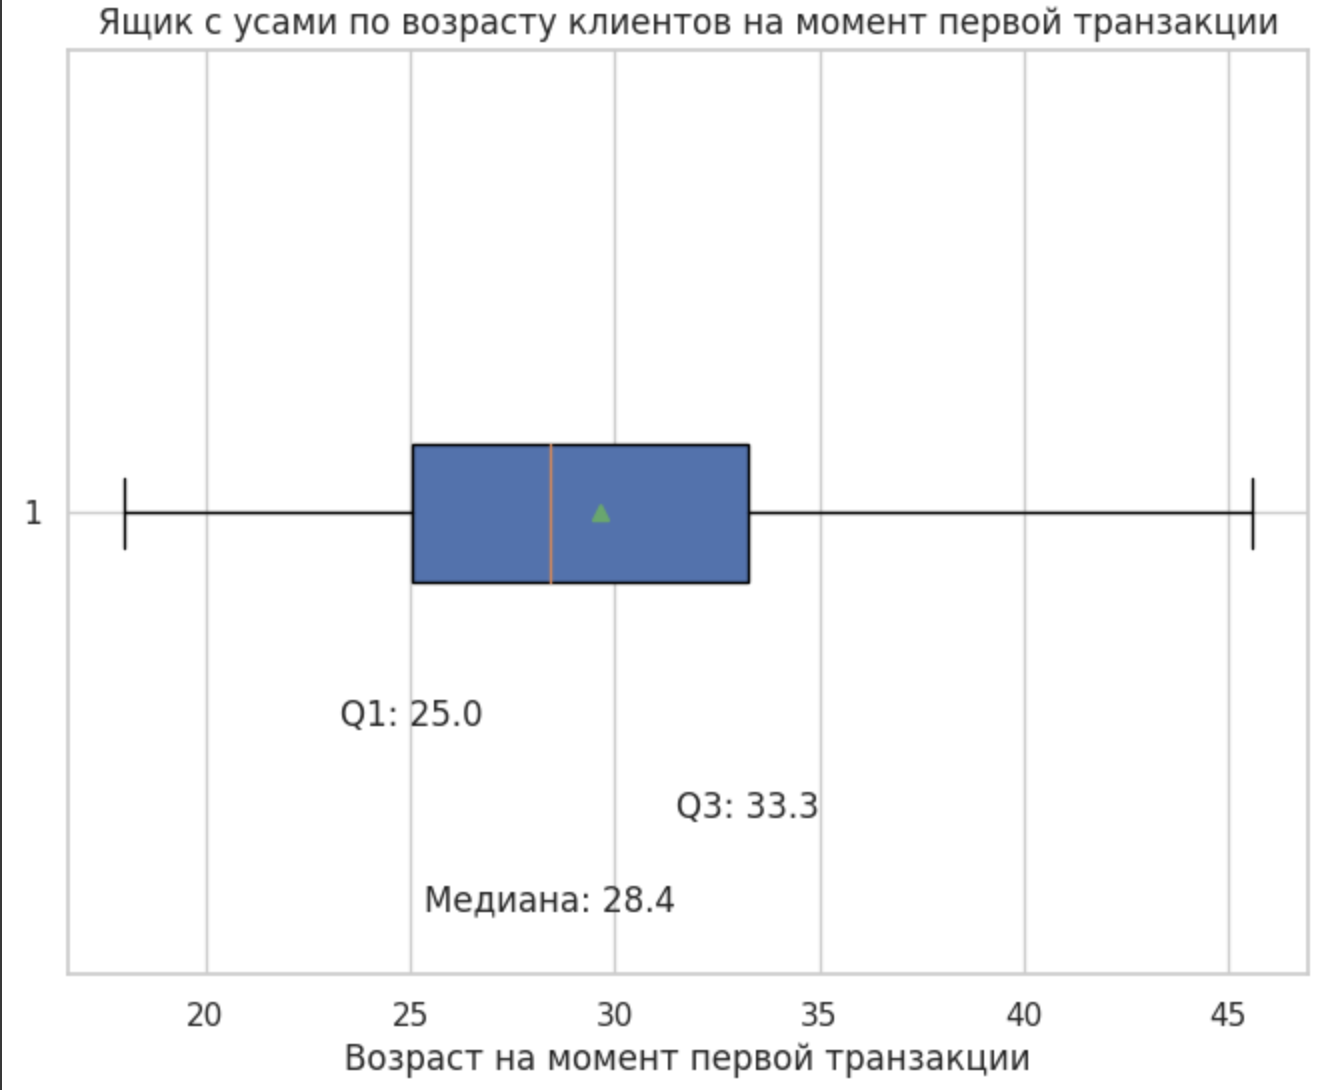 Ящик с усами по возрасту клиентов на момент первой транзакции
1
Q1: 25.0
Q3: 33.3
Медиана: 28.4
20 25 30 35 40 45
Возраст на момент первой транзакции